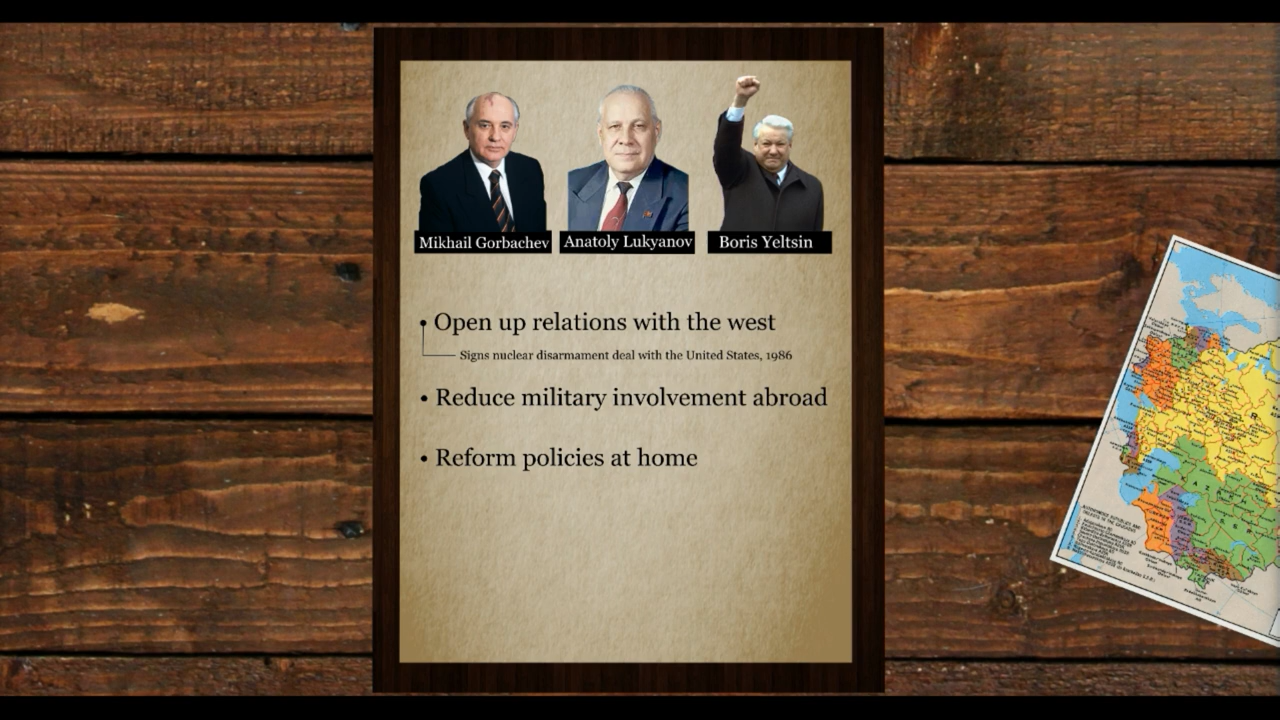 Mikhail Gorbachev
Anatoly Lukyanov
Boris Yeltsin
• Open up relations with the west
Signs nuclear disarmament deal with the United States, 1986
• Reduce military involvement abroad
• Reform policies at home